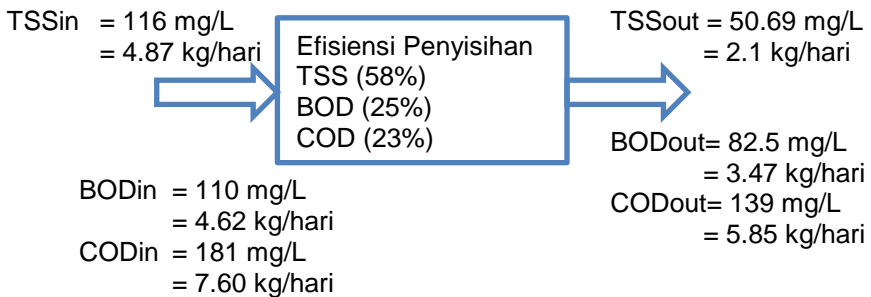 TSSin = 116 mg/L
= 4.87 kg/hari
Efisiensi Penyisihan
TSS (58%)
BOD (25%)
COD (23%)
TSSout = 50.69 mg/L
= 2.1 kg/hari
BODout= 82.5 mg/L
= 3.47 kg/hari
CODout= 139 mg/L
= 5.85 kg/hari
BODin = 110 mg/L
= 4.62 kg/hari
CODin = 181 mg/L
= 7.60 kg/hari